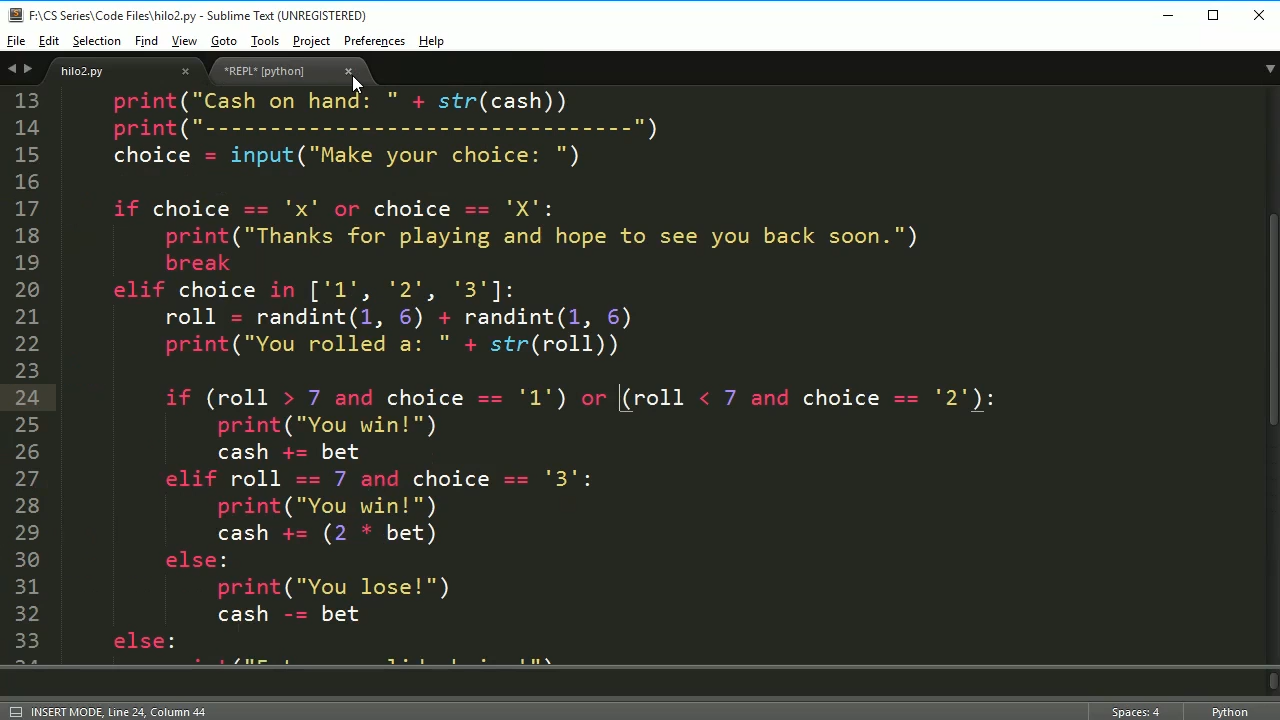 F:\CS Series\Code Files\hilo2.py - Sublime Text (UNREGISTERED)
File Edit Selection Find View Goto Tools Project Preferences Help
hilo2.py × *REPL* [python] ×
13 print("Cash on hand: " + str(cash))
14 print("---------------------------------")
15 choice = input("Make your choice: ")
16
17 if choice == 'x' or choice == 'X':
18 print("Thanks for playing and hope to see you back soon.")
19 break
20 elif choice in ['1', '2', '3']:
21 roll = randint(1, 6) + randint(1, 6)
22 print("You rolled a: " + str(roll))
23
24 if (roll > 7 and choice == '1') or (roll < 7 and choice == '2'):
25 print("You win!")
26 cash += bet
27 elif roll == 7 and choice == '3':
28 print("You win!")
29 cash += (2 * bet)
30 else:
31 print("You lose!")
32 cash -= bet
33 else:
INSERT MODE, Line 24, Column 44 Spaces: 4 Python